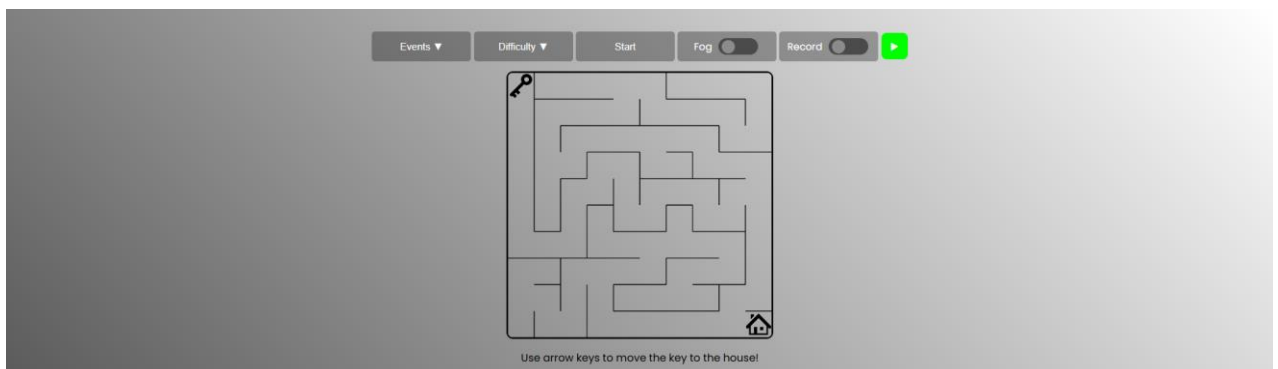 Events ▼ Difficulty ▼ Start Fog Record
Use arrow keys to move the key to the house!